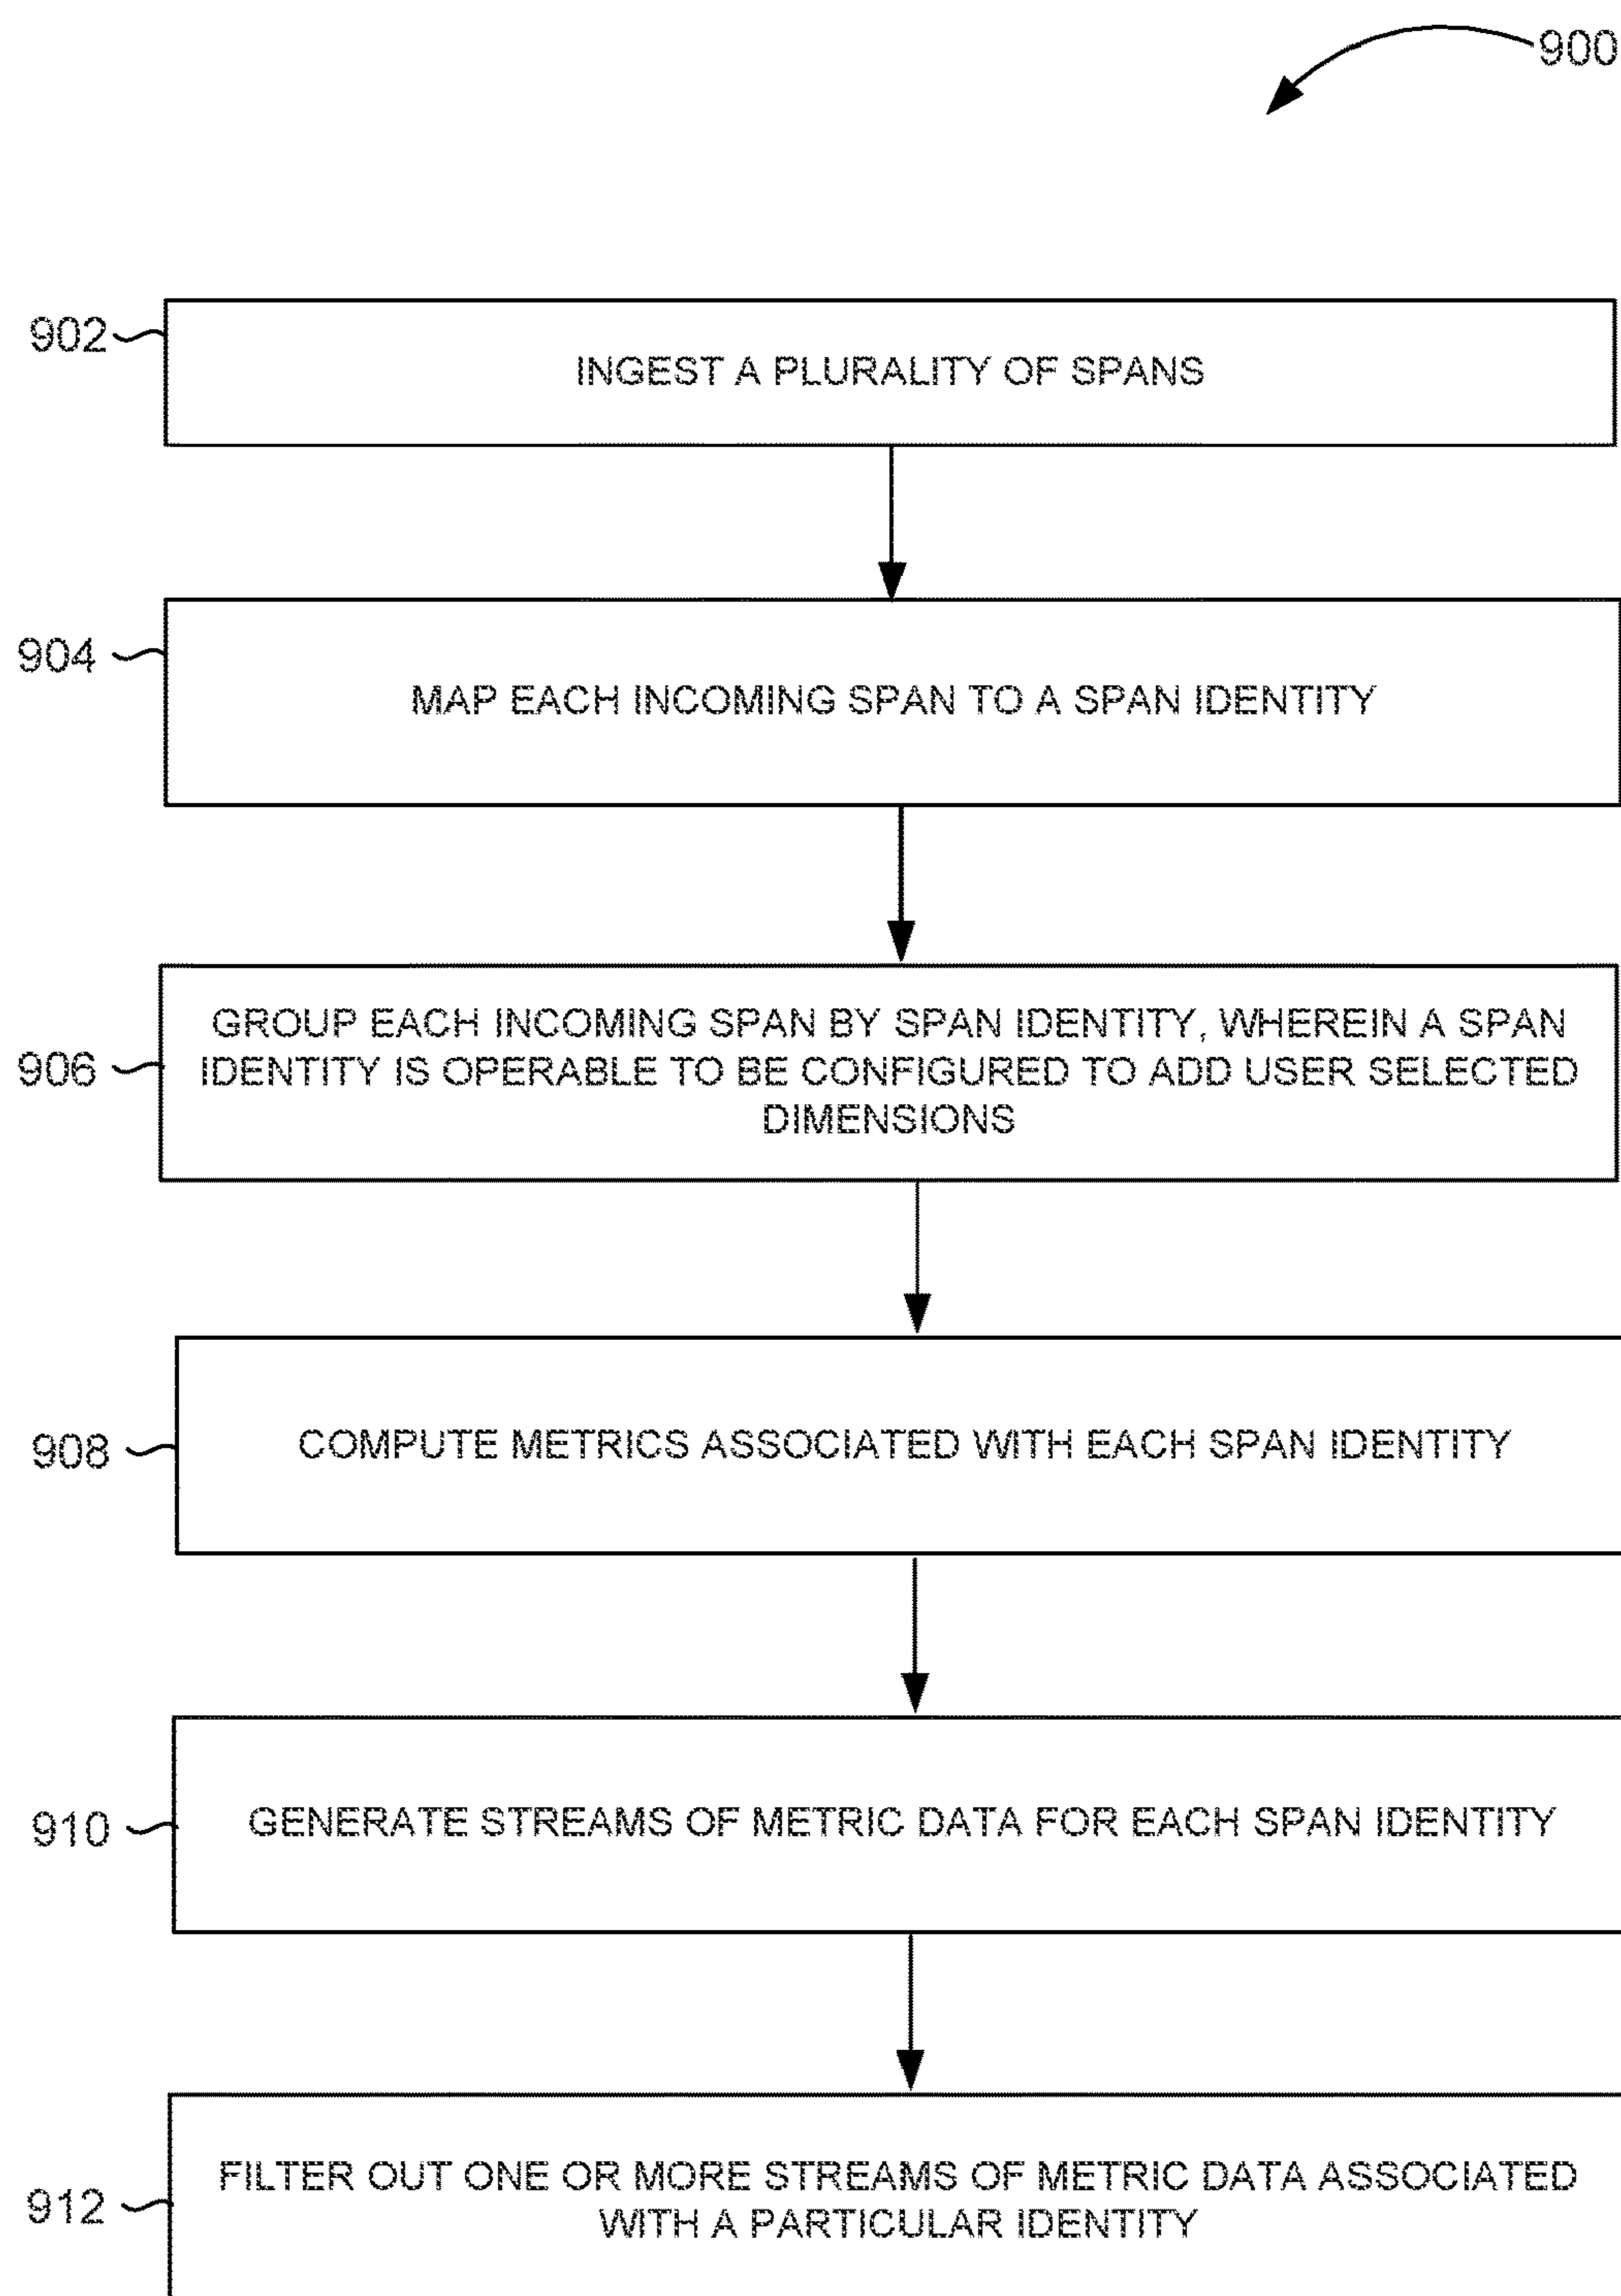 900
902
INGEST A PLURALITY OF SPANS
904
MAP EACH INCOMING SPAN TO A SPAN IDENTITY
906
GROUP EACH INCOMING SPAN BY SPAN IDENTITY, WHEREIN A SPAN
IDENTITY IS OPERABLE TO BE CONFIGURED TO ADD USER SELECTED
DIMENSIONS
908
COMPUTE METRICS ASSOCIATED WITH EACH SPAN IDENTITY
910
GENERATE STREAMS OF METRIC DATA FOR EACH SPAN IDENTITY
912
FILTER OUT ONE OR MORE STREAMS OF METRIC DATA ASSOCIATED
WITH A PARTICULAR IDENTITY